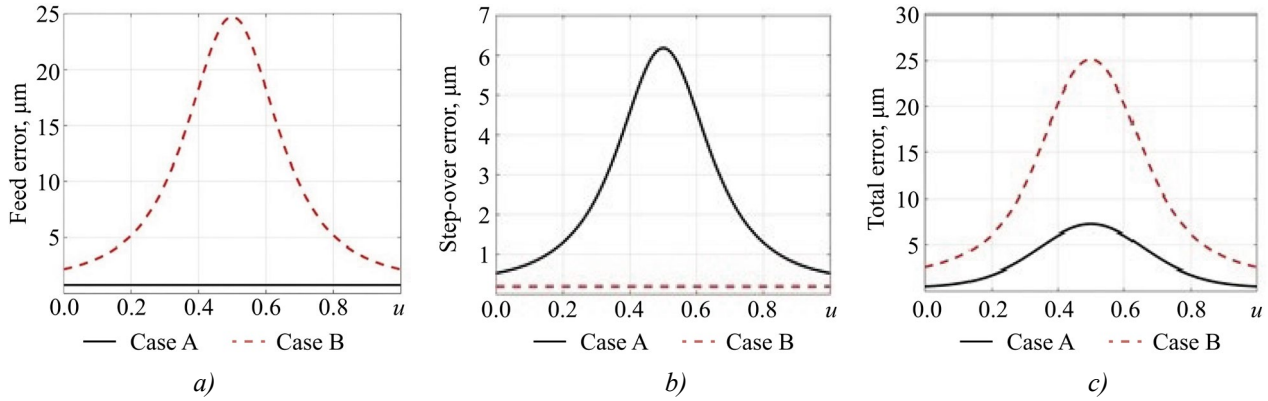 Feed error, μm
25
20
15
10
5
0.0 0.2 0.4 0.6 0.8 u
Case A Case B
a)
Step-over error, μm
7
6
5
4
3
2
1
0.0 0.2 0.4 0.6 0.8 u
Case A Case B
b)
Total error, μm
30
25
20
15
10
5
0.0 0.2 0.4 0.6 0.8 u
Case A Case B
c)